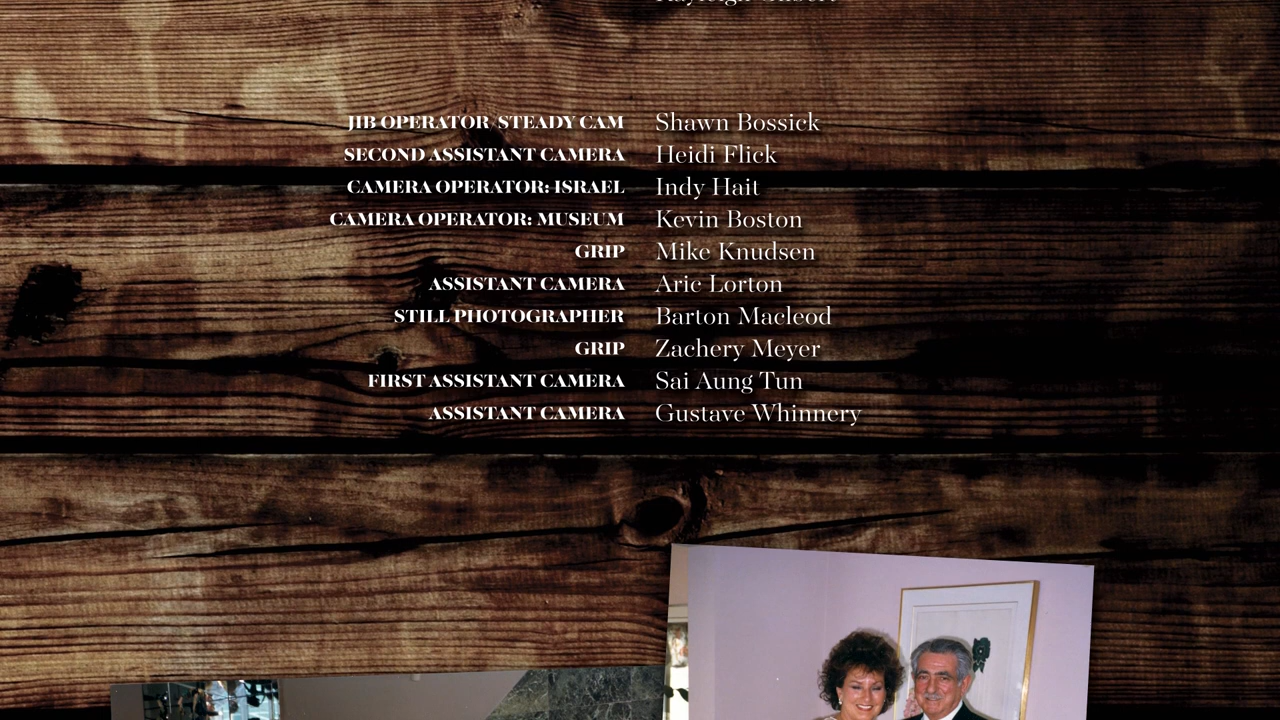 JIB OPERATOR/STEADY CAM Shawn Bossick
SECOND ASSISTANT CAMERA Heidi Flick
CAMERA OPERATOR: ISRAEL Indy Hait
CAMERA OPERATOR: MUSEUM Kevin Boston
GRIP Mike Knudsen
ASSISTANT CAMERA Aric Lorton
STILL PHOTOGRAPHER Barton Macleod
GRIP Zachery Meyer
FIRST ASSISTANT CAMERA Sai Aung Tun
ASSISTANT CAMERA Gustave Whinnery